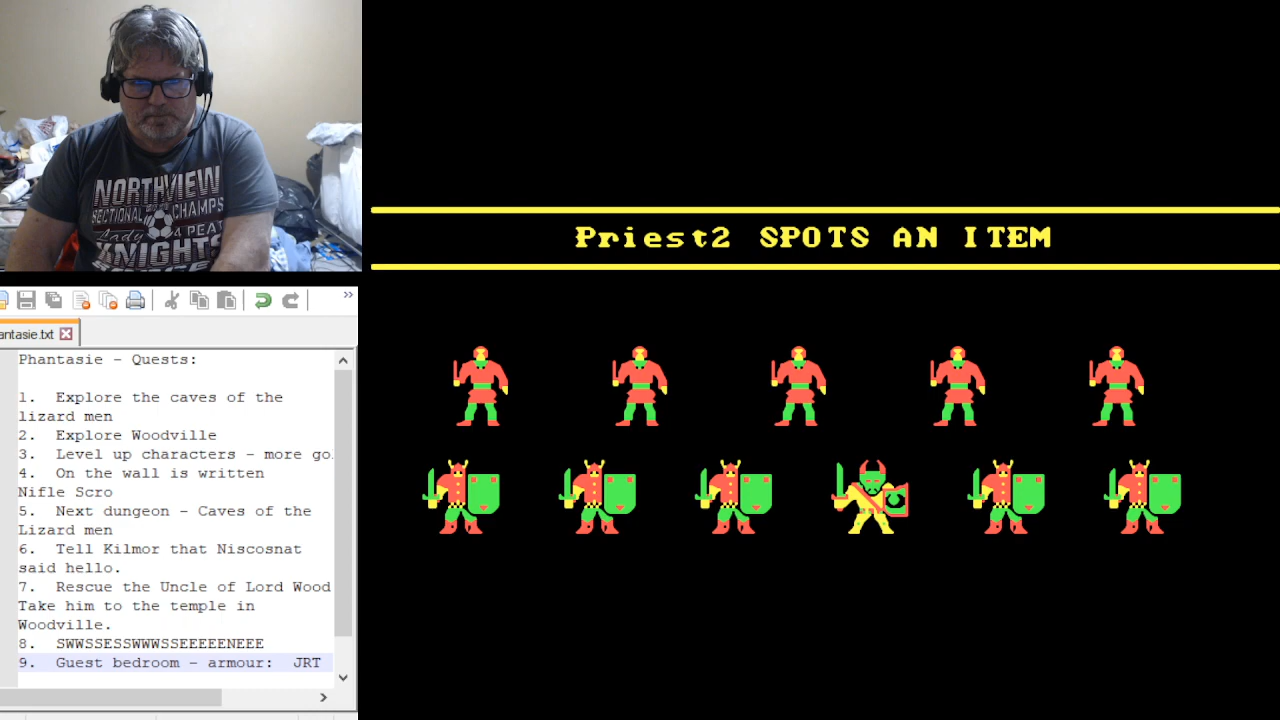 NORTHVIEW
SECTIONAL CHAMPS
Lady 4 PEAT
KNIGHTS
Priest2 SPOTS AN ITEM
antasie.txt
Phantasie - Quests:
1. Explore the caves of the
lizard men
2. Explore Woodville
3. Level up characters - more go
4. On the wall is written
Nifle Scro
5. Next dungeon - Caves of the
Lizard men
6. Tell Kilmor that Niscosnat
said hello.
7. Rescue the Uncle of Lord Wood
Take him to the temple in
Woodville.
8. SWWSSESSWWWSSEEEEENEEE
9. Guest bedroom - armour: JRT